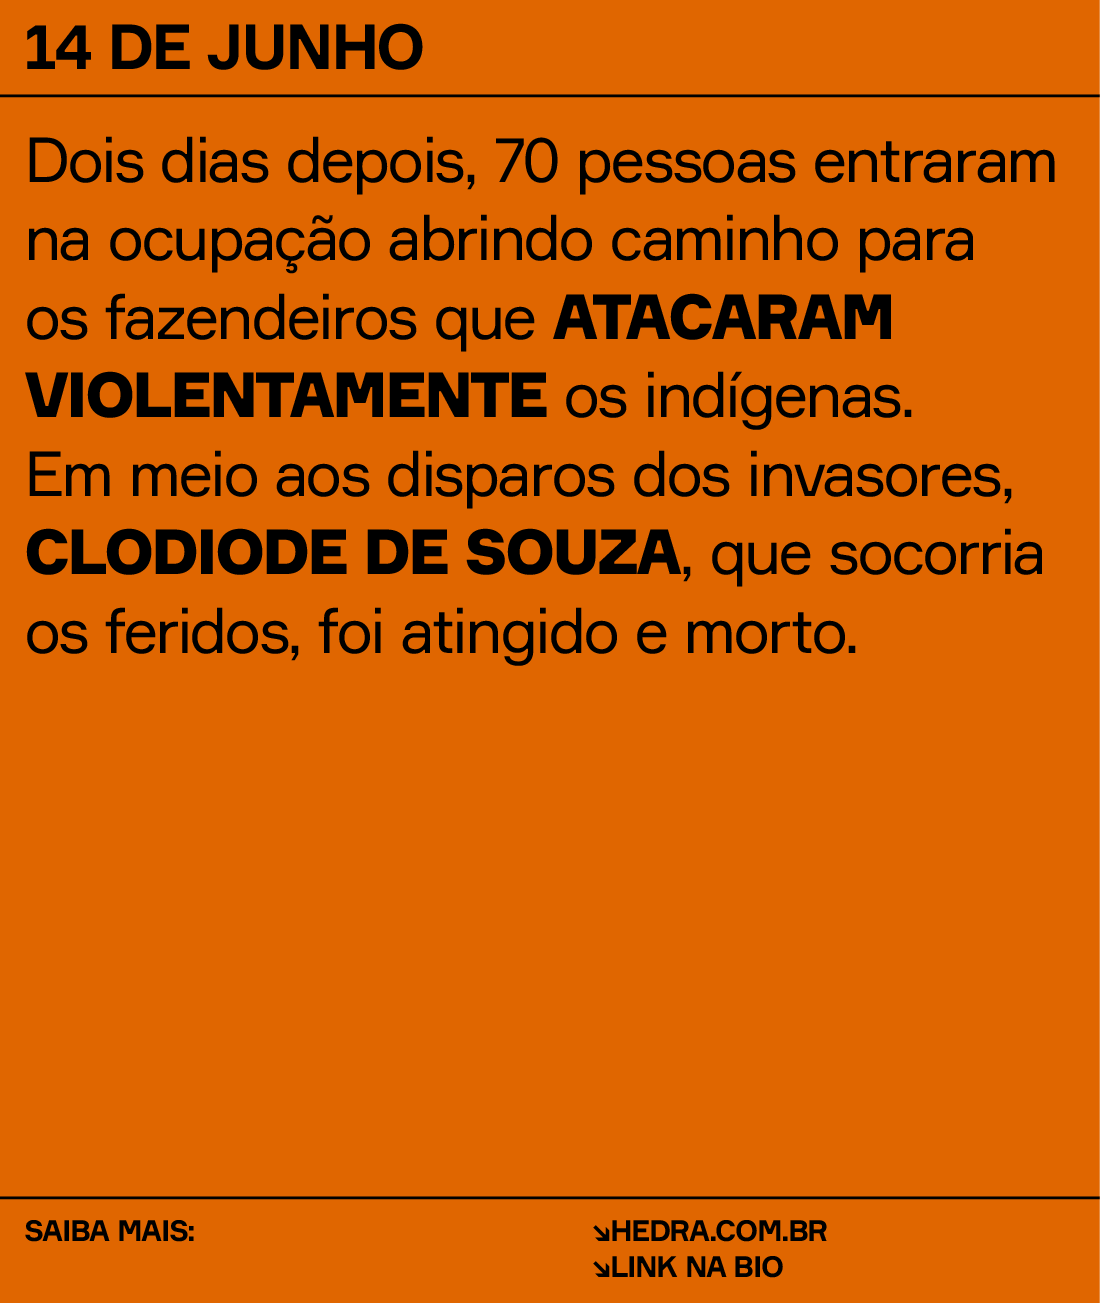 14 DE JUNHO
Dois dias depois, 70 pessoas entraram
na ocupação abrindo caminho para
os fazendeiros que ATACARAM
VIOLENTAMENTE os indígenas.
Em meio aos disparos dos invasores,
CLODIODE DE SOUZA, que socorria
os feridos, foi atingido e morto.
SAIBA MAIS:
↘HEDRA.COM.BR
↘LINK NA BIO